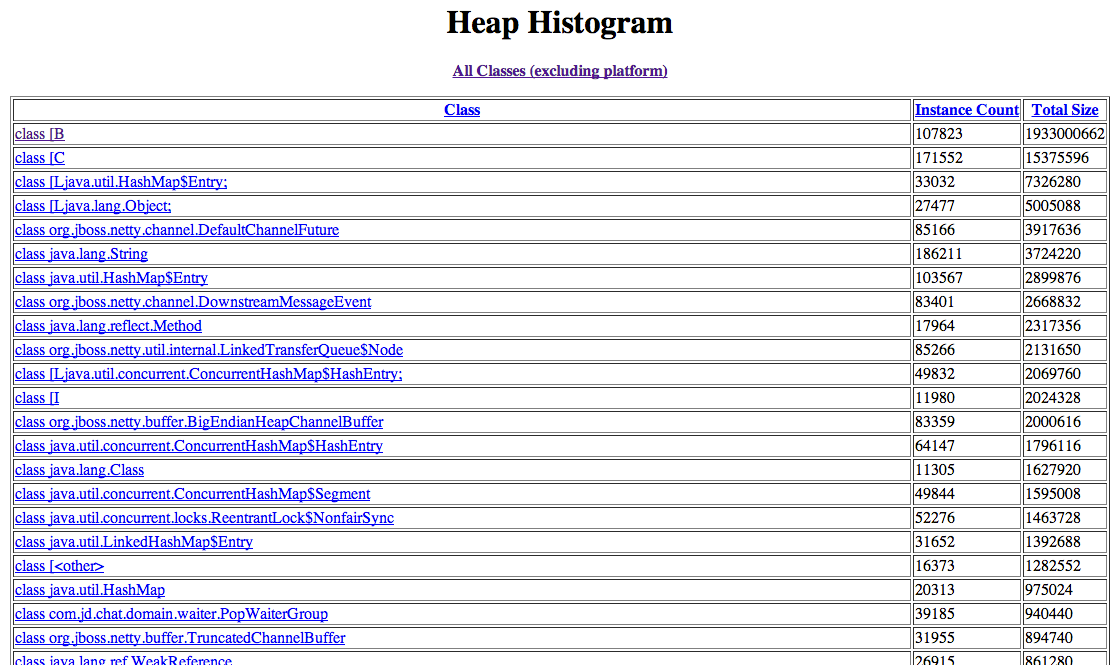 Heap Histogram
All Classes (excluding platform)
Class Instance Count Total Size
class [B 107823 1933000662
class [C 171552 15375596
class [Ljava.util.HashMap$Entry; 33032 7326280
class [Ljava.lang.Object; 27477 5005088
class org.jboss.netty.channel.DefaultChannelFuture 85166 3917636
class java.lang.String 186211 3724220
class java.util.HashMap$Entry 103567 2899876
class org.jboss.netty.channel.DownstreamMessageEvent 83401 2668832
class java.lang.reflect.Method 17964 2317356
class org.jboss.netty.util.internal.LinkedTransferQueue$Node 85266 2131650
class [Ljava.util.concurrent.ConcurrentHashMap$HashEntry; 49832 2069760
class [I 11980 2024328
class org.jboss.netty.buffer.BigEndianHeapChannelBuffer 83359 2000616
class java.util.concurrent.ConcurrentHashMap$HashEntry 64147 1796116
class java.lang.Class 11305 1627920
class java.util.concurrent.ConcurrentHashMap$Segment 49844 1595008
class java.util.concurrent.locks.ReentrantLock$NonfairSync 52276 1463728
class java.util.LinkedHashMap$Entry 31652 1392688
class [<other> 16373 1282552
class java.util.HashMap 20313 975024
class com.jd.chat.domain.waiter.PopWaiterGroup 39185 940440
class org.jboss.netty.buffer.TruncatedChannelBuffer 31955 894740
class java.lang.ref.WeakReference 26915 861280